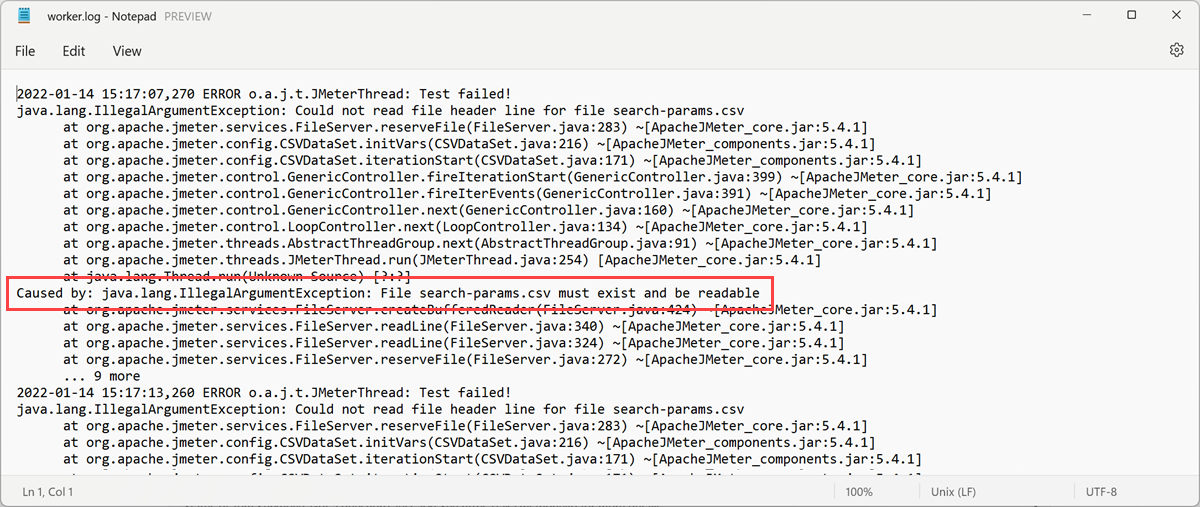 worker.log - Notepad PREVIEW
File Edit View
2022-01-14 15:17:07,270 ERROR o.a.j.t.JMeterThread: Test failed!
java.lang.IllegalArgumentException: Could not read file header line for file search-params.csv
at org.apache.jmeter.services.FileServer.reserveFile(FileServer.java:283) ~[ApacheJMeter_core.jar:5.4.1]
at org.apache.jmeter.config.CSVDataSet.initVars(CSVDataSet.java:216) ~[ApacheJMeter_components.jar:5.4.1]
at org.apache.jmeter.config.CSVDataSet.iterationStart(CSVDataSet.java:171) ~[ApacheJMeter_components.jar:5.4.1]
at org.apache.jmeter.control.GenericController.fireIterationStart(GenericController.java:399) ~[ApacheJMeter_core.jar:5.4.1]
at org.apache.jmeter.control.GenericController.fireIterEvents(GenericController.java:391) ~[ApacheJMeter_core.jar:5.4.1]
at org.apache.jmeter.control.GenericController.next(GenericController.java:160) ~[ApacheJMeter_core.jar:5.4.1]
at org.apache.jmeter.control.LoopController.next(LoopController.java:134) ~[ApacheJMeter_core.jar:5.4.1]
at org.apache.jmeter.threads.AbstractThreadGroup.next(AbstractThreadGroup.java:91) ~[ApacheJMeter_core.jar:5.4.1]
at org.apache.jmeter.threads.JMeterThread.run(JMeterThread.java:254) [ApacheJMeter_core.jar:5.4.1]
at java.lang.Thread.run(Unknown Source) [?:?]
Caused by: java.lang.IllegalArgumentException: File search-params.csv must exist and be readable
at org.apache.jmeter.services.FileServer.createBufferedReader(FileServer.java:424) ~[ApacheJMeter_core.jar:5.4.1]
at org.apache.jmeter.services.FileServer.readLine(FileServer.java:340) ~[ApacheJMeter_core.jar:5.4.1]
at org.apache.jmeter.services.FileServer.readLine(FileServer.java:324) ~[ApacheJMeter_core.jar:5.4.1]
at org.apache.jmeter.services.FileServer.reserveFile(FileServer.java:272) ~[ApacheJMeter_core.jar:5.4.1]
... 9 more
2022-01-14 15:17:13,260 ERROR o.a.j.t.JMeterThread: Test failed!
java.lang.IllegalArgumentException: Could not read file header line for file search-params.csv
at org.apache.jmeter.services.FileServer.reserveFile(FileServer.java:283) ~[ApacheJMeter_core.jar:5.4.1]
at org.apache.jmeter.config.CSVDataSet.initVars(CSVDataSet.java:216) ~[ApacheJMeter_components.jar:5.4.1]
at org.apache.jmeter.config.CSVDataSet.iterationStart(CSVDataSet.java:171) ~[ApacheJMeter_components.jar:5.4.1]
Ln 1, Col 1 100% Unix (LF) UTF-8